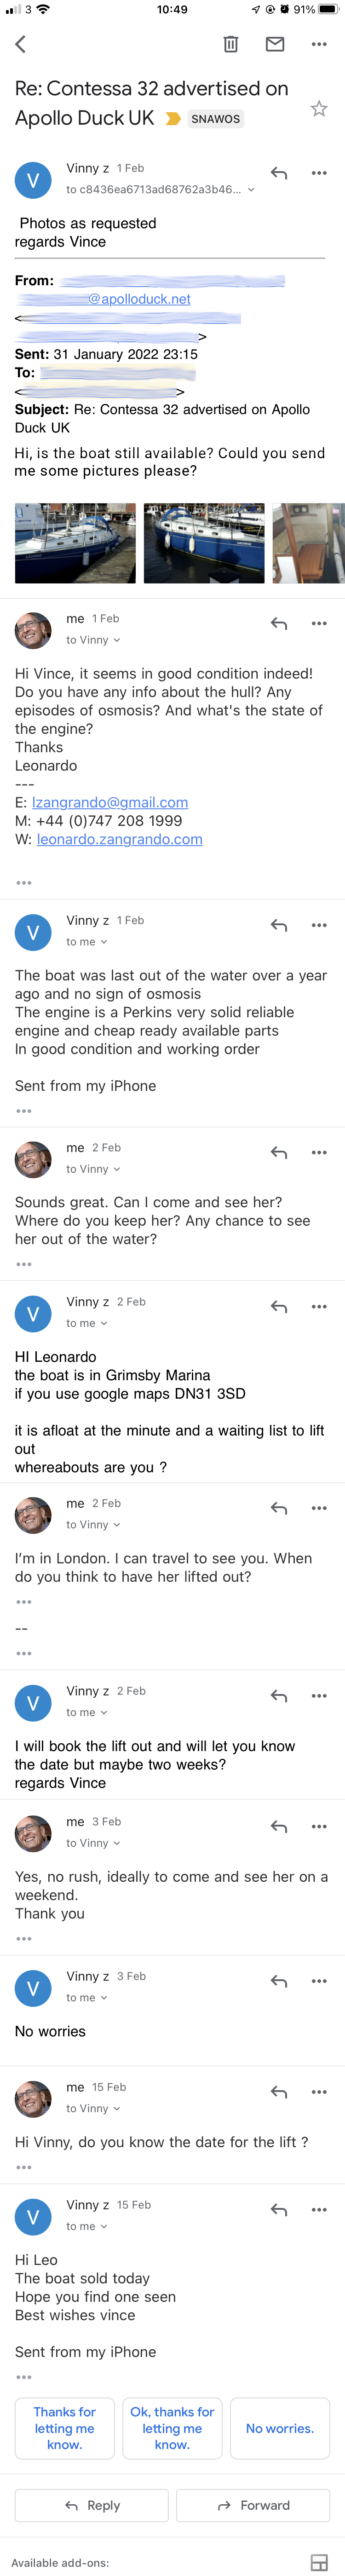 3 10:49 91%
Re: Contessa 32 advertised on
Apollo Duck UK SNAWOS
V Vinny z 1 Feb
to c8436ea6713ad68762a3b46...
Photos as requested
regards Vince
From:
@apolloduck.net
<
>
Sent: 31 January 2022 23:15
To:
< >
Subject: Re: Contessa 32 advertised on Apollo
Duck UK
Hi, is the boat still available? Could you send
me some pictures please?
me 1 Feb
to Vinny
Hi Vince, it seems in good condition indeed!
Do you have any info about the hull? Any
episodes of osmosis? And what's the state of
the engine?
Thanks
Leonardo
---
E: lzangrando@gmail.com
M: +44 (0)747 208 1999
W: leonardo.zangrando.com
...
V Vinny z 1 Feb
to me
The boat was last out of the water over a year
ago and no sign of osmosis
The engine is a Perkins very solid reliable
engine and cheap ready available parts
In good condition and working order
Sent from my iPhone
...
me 2 Feb
to Vinny
Sounds great. Can I come and see her?
Where do you keep her? Any chance to see
her out of the water?
...
V Vinny z 2 Feb
to me
HI Leonardo
the boat is in Grimsby Marina
if you use google maps DN31 3SD
it is afloat at the minute and a waiting list to lift
out
whereabouts are you ?
me 2 Feb
to Vinny
I'm in London. I can travel to see you. When
do you think to have her lifted out?
...
--
...
V Vinny z 2 Feb
to me
I will book the lift out and will let you know
the date but maybe two weeks?
regards Vince
me 3 Feb
to Vinny
Yes, no rush, ideally to come and see her on a
weekend.
Thank you
...
V Vinny z 3 Feb
to me
No worries
me 15 Feb
to Vinny
Hi Vinny, do you know the date for the lift ?
...
V Vinny z 15 Feb
to me
Hi Leo
The boat sold today
Hope you find one seen
Best wishes vince
Sent from my iPhone
...
Thanks for letting me know.
Ok, thanks for letting me know.
No worries.
Reply Forward
Available add-ons: